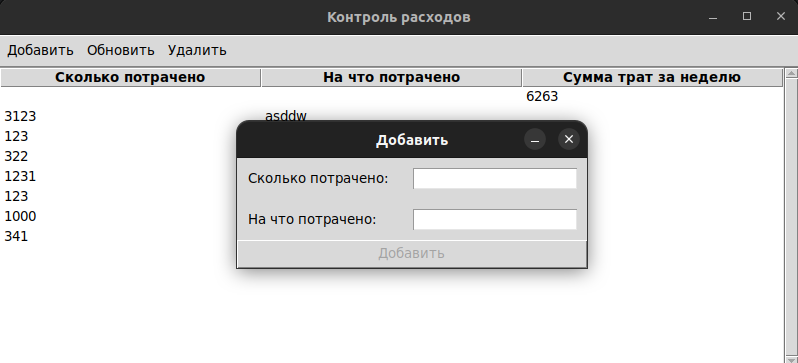 Контроль расходов
Добавить Обновить Удалить
Сколько потрачено На что потрачено Сумма трат за неделю
6263
3123 asddw
123
322
1231
123
1000
341
Добавить
Сколько потрачено:
На что потрачено:
Добавить